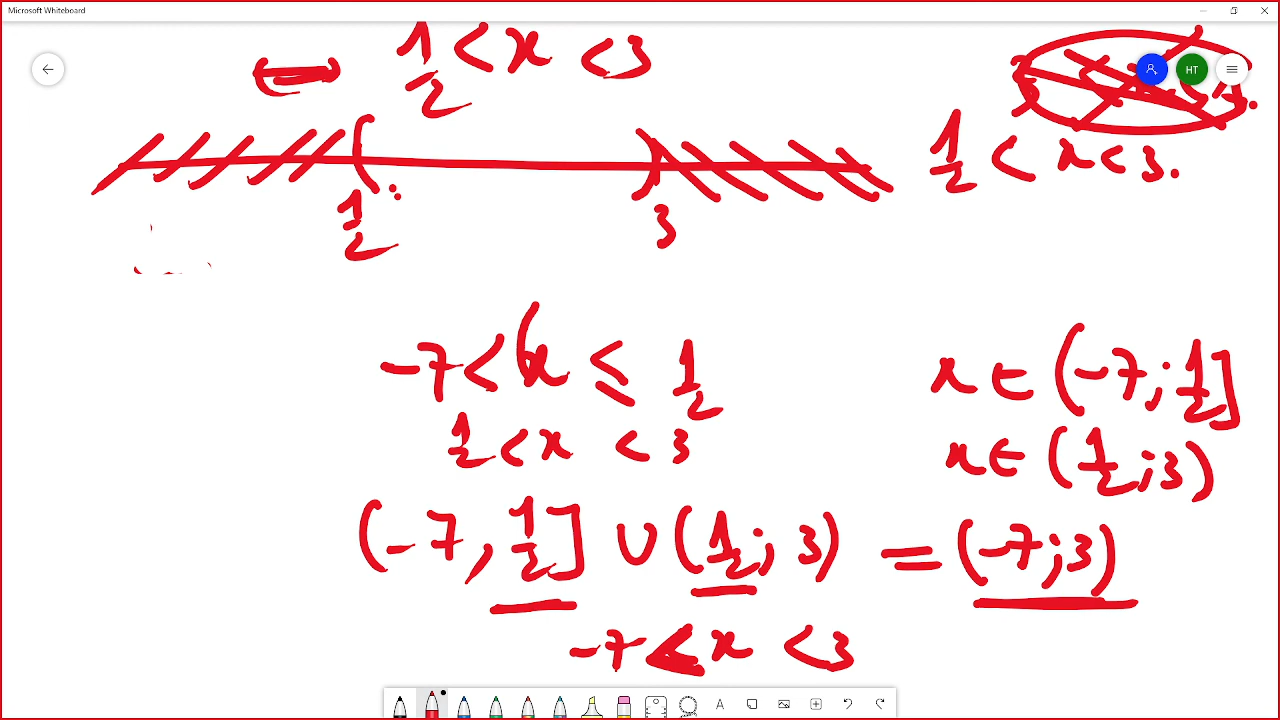 Microsoft Whiteboard
1/2 < x < 3
HT
1/2 < x < 3.
1/2
3
-7 < x ≤ 1/2
x ∈ (-7; 1/2]
1/2 < x < 3
x ∈ (1/2; 3)
(-7, 1/2] ∪ (1/2; 3) = (-7; 3)
-7 < x < 3